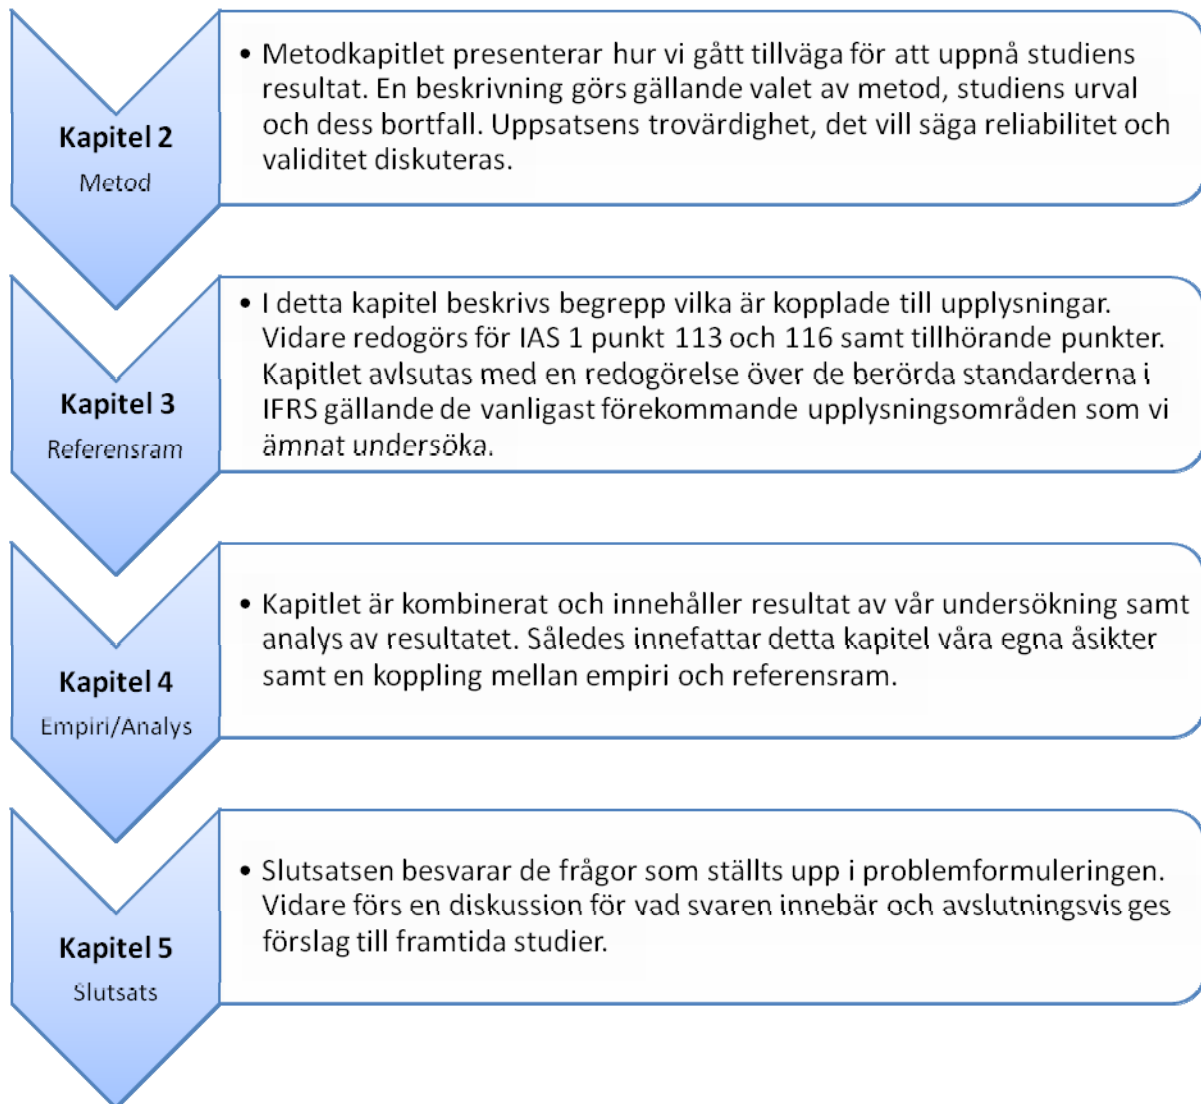 Kapitel 2
Metod
• Metodkapitlet presenterar hur vi gått tillväga för att uppnå studiens
resultat. En beskrivning görs gällande valet av metod, studiens urval
och dess bortfall. Uppsatsens trovärdighet, det vill säga reliabilitet och
validitet diskuteras.
Kapitel 3
Referensram
• I detta kapitel beskrivs begrepp vilka är kopplade till upplysningar.
Vidare redogörs för IAS 1 punkt 113 och 116 samt tillhörande punkter.
Kapitlet avlsutas med en redogörelse över de berörda standarderna i
IFRS gällande de vanligast förekommande upplysningsområden som vi
ämnat undersöka.
Kapitel 4
Empiri/Analys
• Kapitlet är kombinerat och innehåller resultat av vår undersökning samt
analys av resultatet. Således innefattar detta kapitel våra egna åsikter
samt en koppling mellan empiri och referensram.
Kapitel 5
Slutsats
• Slutsatsen besvarar de frågor som ställts upp i problemformuleringen.
Vidare förs en diskussion för vad svaren innebär och avslutningsvis ges
förslag till framtida studier.